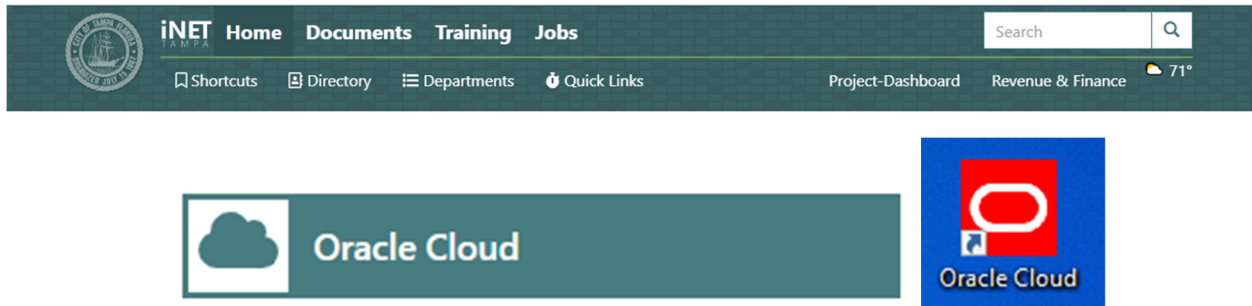 iNET Home Documents Training Jobs Search
TAMPA
Shortcuts Directory Departments Quick Links Project-Dashboard Revenue & Finance 71°
Oracle Cloud
Oracle Cloud